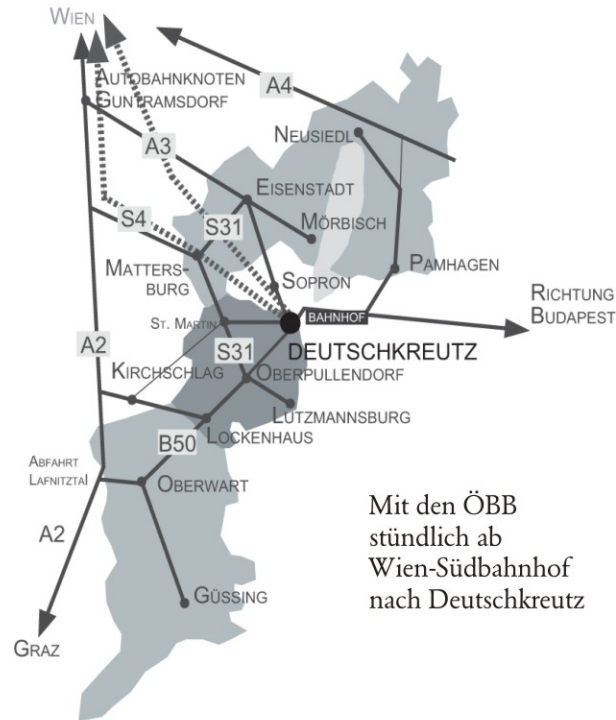 WIEN
AUTOBAHNKNOTEN
GUNTRAMSDORF
A4
NEUSIEDL
A3
EISENSTADT
S4
S31
MÖRBISCH
MATTERS-
BURG
SOPRON
PAMHAGEN
RICHTUNG
BUDAPEST
ST. MARTIN
BAHNHOF
DEUTSCHKREUTZ
A2
S31
KIRCHSCHLAG
OBERPULLENDORF
LUTZMANNSBURG
LOCKENHAUS
B50
ABFAHRT
LAFNITZTAL
OBERWART
A2
GÜSSING
GRAZ
Mit den ÖBB
stündlich ab
Wien-Südbahnhof
nach Deutschkreutz